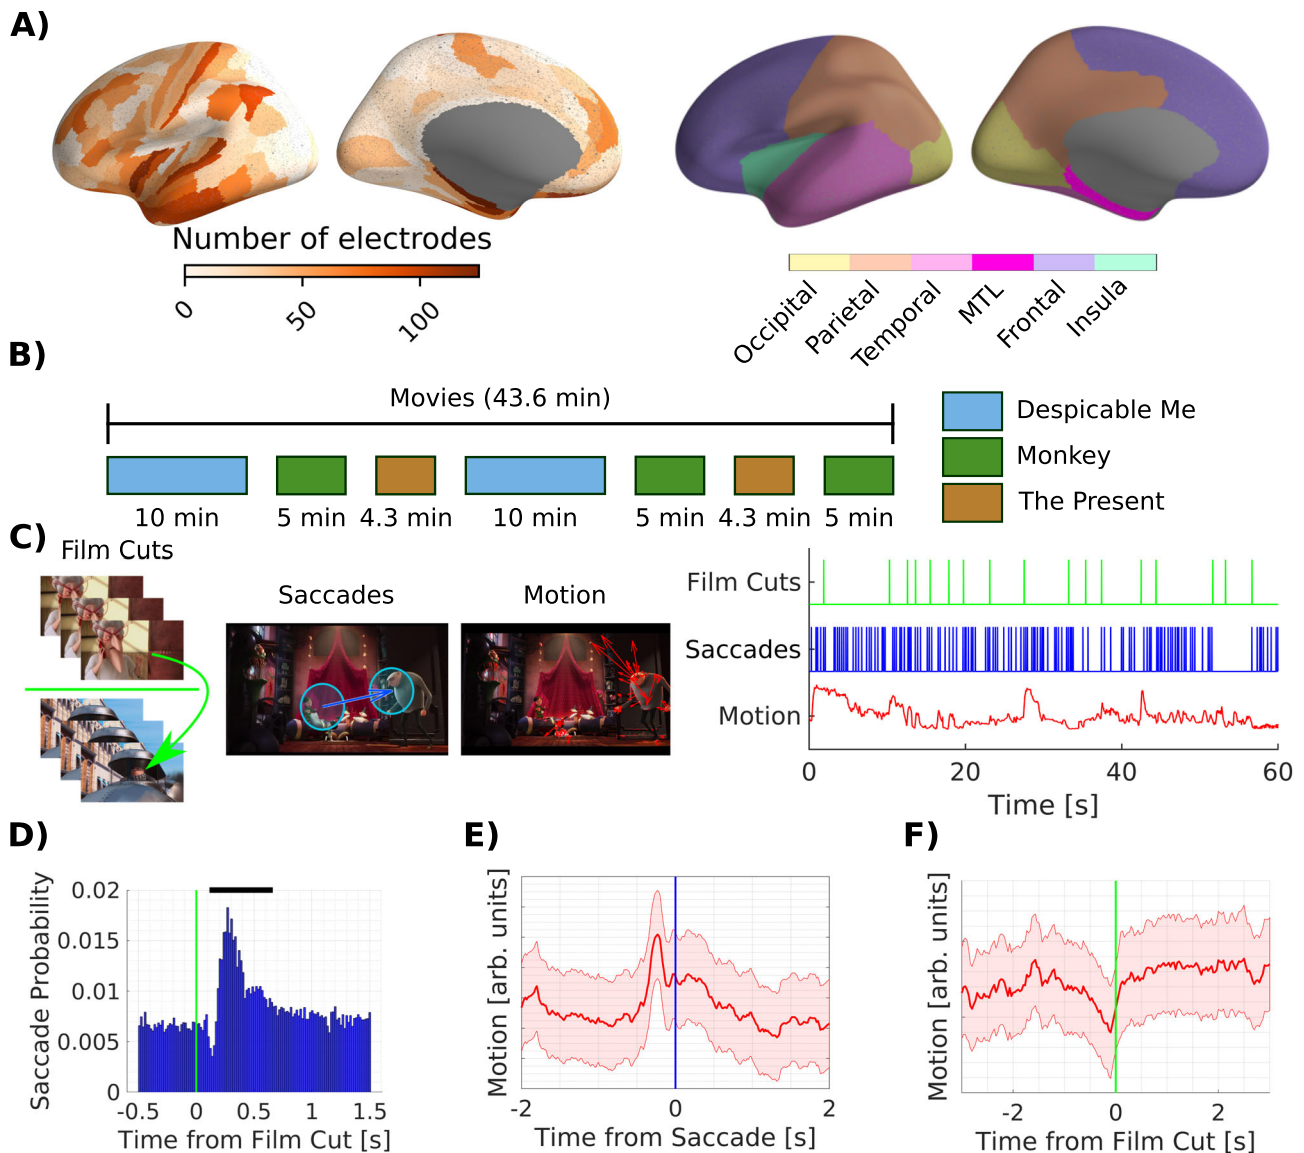 A)
Number of electrodes
0 50 100
Occipital Parietal Temporal MTL Frontal Insula
B)
Movies (43.6 min)
10 min 5 min 4.3 min 10 min 5 min 4.3 min 5 min
Despicable Me
Monkey
The Present
C)
Film Cuts
Saccades
Motion
Film Cuts
Saccades
Motion
0 20 40 60
Time [s]
D)
Saccade Probability
0.02
0.015
0.01
0.005
0
-0.5 0 0.5 1 1.5
Time from Film Cut [s]
E)
Motion [arb. units]
-2 0 2
Time from Saccade [s]
F)
Motion [arb. units]
-2 0 2
Time from Film Cut [s]